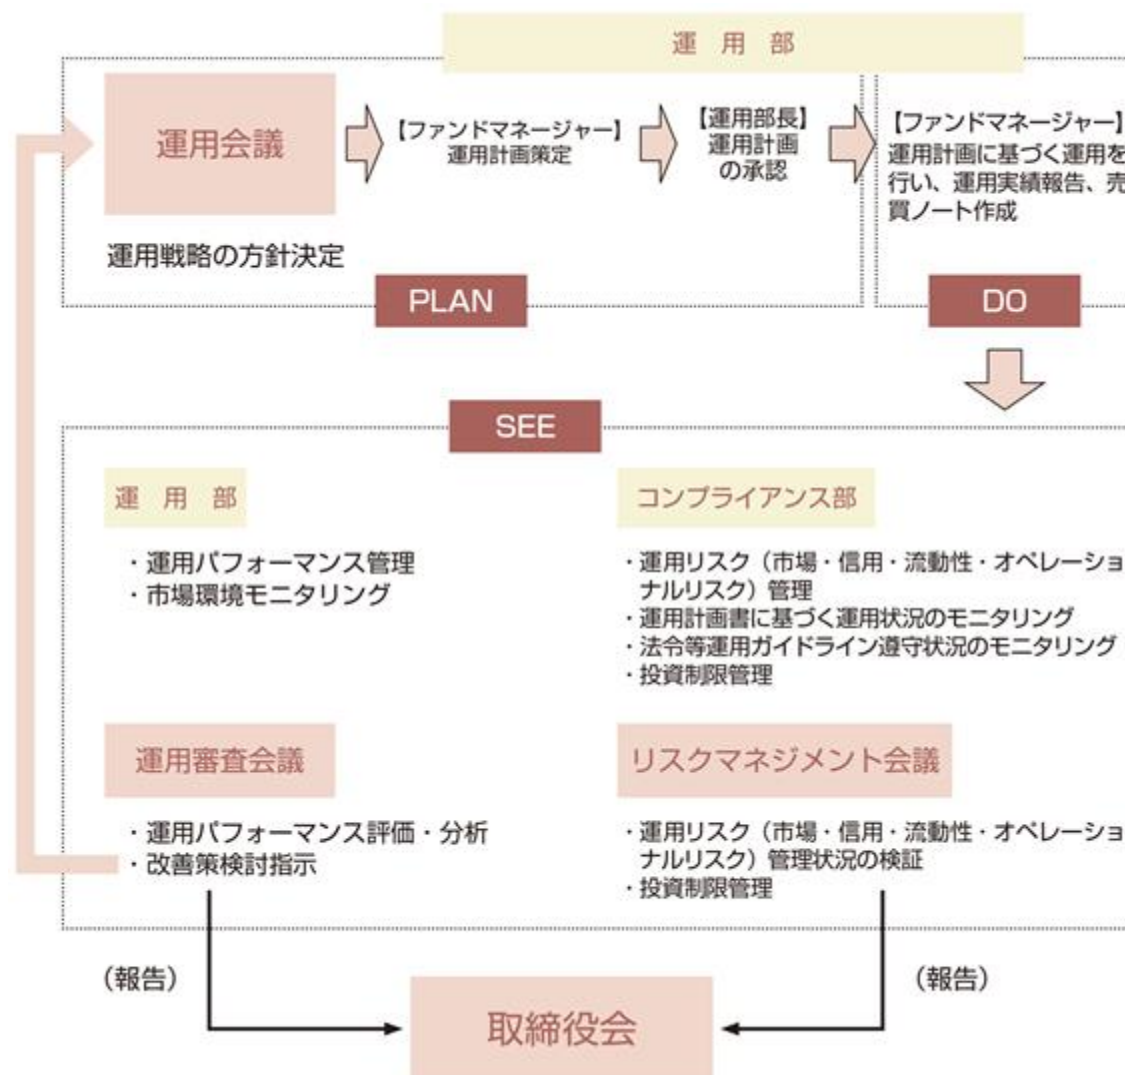 運用部
運用会議
【ファンドマネージャー】
運用計画策定
【運用部長】
運用計画
の承認
【ファンドマネージャー】
運用計画に基づく運用を
行い、運用実績報告、売
買ノート作成
運用戦略の方針決定
PLAN
DO
SEE
運用部
・運用パフォーマンス管理
・市場環境モニタリング
コンプライアンス部
・運用リスク（市場・信用・流動性・オペレーショ
ナルリスク）管理
・運用計画書に基づく運用状況のモニタリング
・法令等運用ガイドライン遵守状況のモニタリング
・投資制限管理
運用審査会議
・運用パフォーマンス評価・分析
・改善策検討指示
リスクマネジメント会議
・運用リスク（市場・信用・流動性・オペレーショ
ナルリスク）管理状況の検証
・投資制限管理
（報告）
（報告）
取締役会